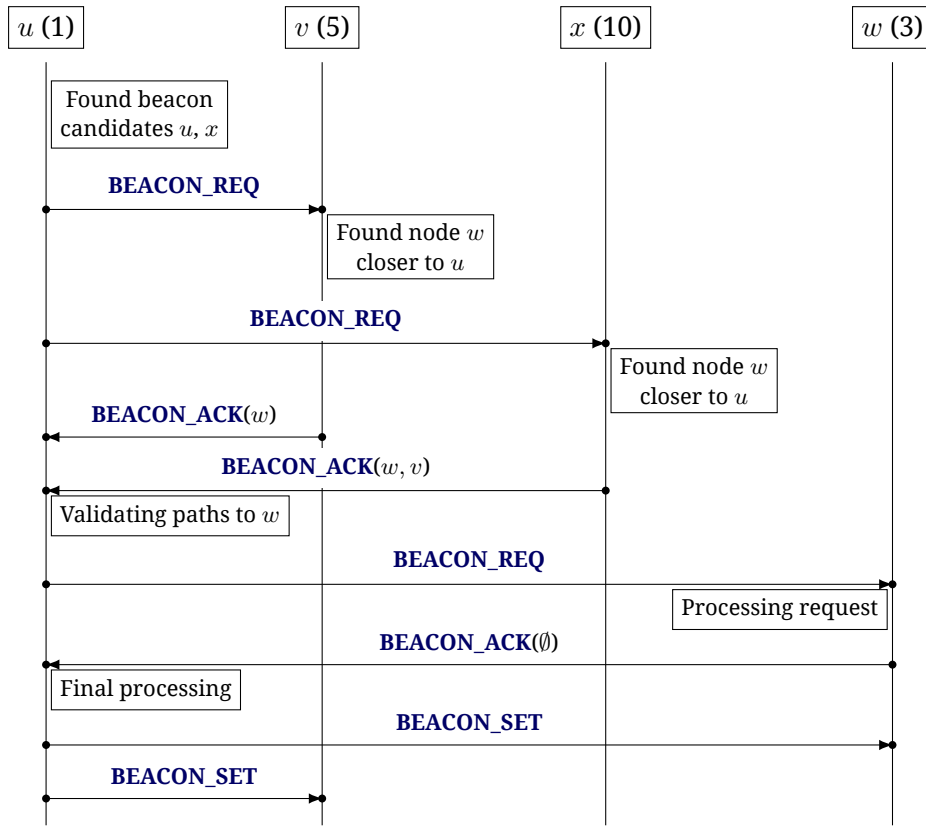 u (1)
v (5)
x (10)
w (3)
Found beacon
candidates u, x
BEACON_REQ
Found node w
closer to u
BEACON_REQ
Found node w
closer to u
BEACON_ACK(w)
BEACON_ACK(w, v)
Validating paths to w
BEACON_REQ
Processing request
BEACON_ACK(∅)
Final processing
BEACON_SET
BEACON_SET